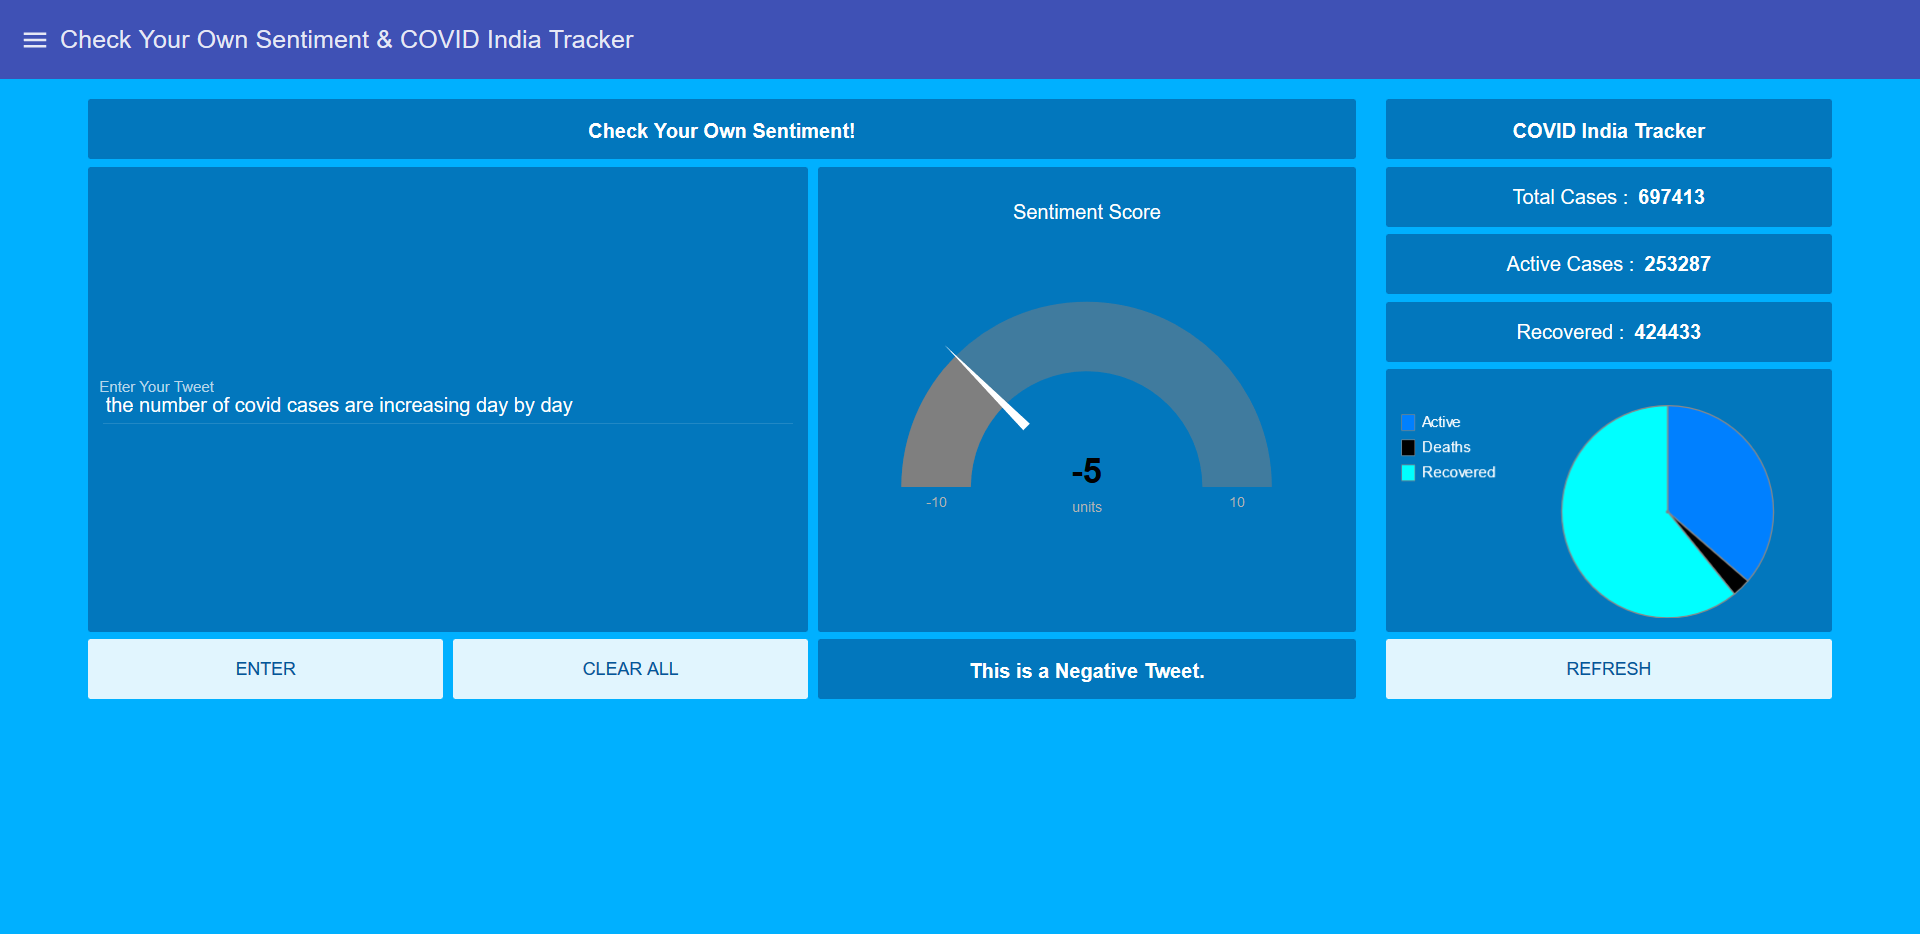 Check Your Own Sentiment & COVID India Tracker
Check Your Own Sentiment!
Enter Your Tweet
the number of covid cases are increasing day by day
ENTER
CLEAR ALL
Sentiment Score
-5
units
-10
10
This is a Negative Tweet.
COVID India Tracker
Total Cases : 697413
Active Cases : 253287
Recovered : 424433
Active
Deaths
Recovered
REFRESH